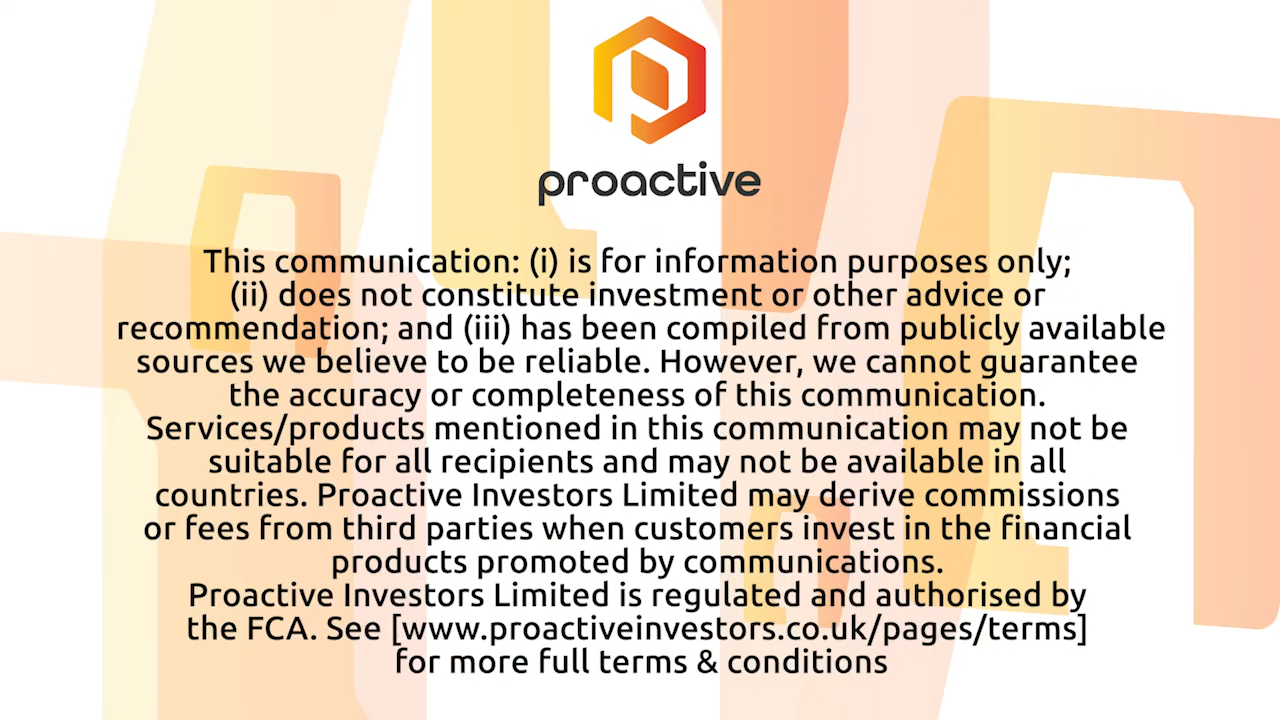 proactive
This communication: (i) is for information purposes only;
(ii) does not constitute investment or other advice or
recommendation; and (iii) has been compiled from publicly available
sources we believe to be reliable. However, we cannot guarantee
the accuracy or completeness of this communication.
Services/products mentioned in this communication may not be
suitable for all recipients and may not be available in all
countries. Proactive Investors Limited may derive commissions
or fees from third parties when customers invest in the financial
products promoted by communications.
Proactive Investors Limited is regulated and authorised by
the FCA. See [www.proactiveinvestors.co.uk/pages/terms]
for more full terms & conditions